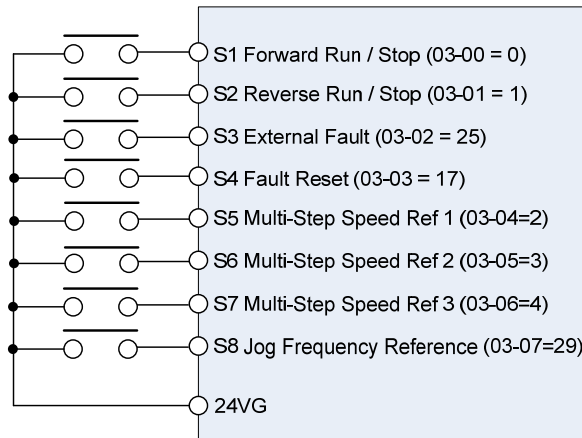 S1 Forward Run / Stop (03-00 = 0)
S2 Reverse Run / Stop (03-01 = 1)
S3 External Fault (03-02 = 25)
S4 Fault Reset (03-03 = 17)
S5 Multi-Step Speed Ref 1 (03-04=2)
S6 Multi-Step Speed Ref 2 (03-05=3)
S7 Multi-Step Speed Ref 3 (03-06=4)
S8 Jog Frequency Reference (03-07=29)
24VG